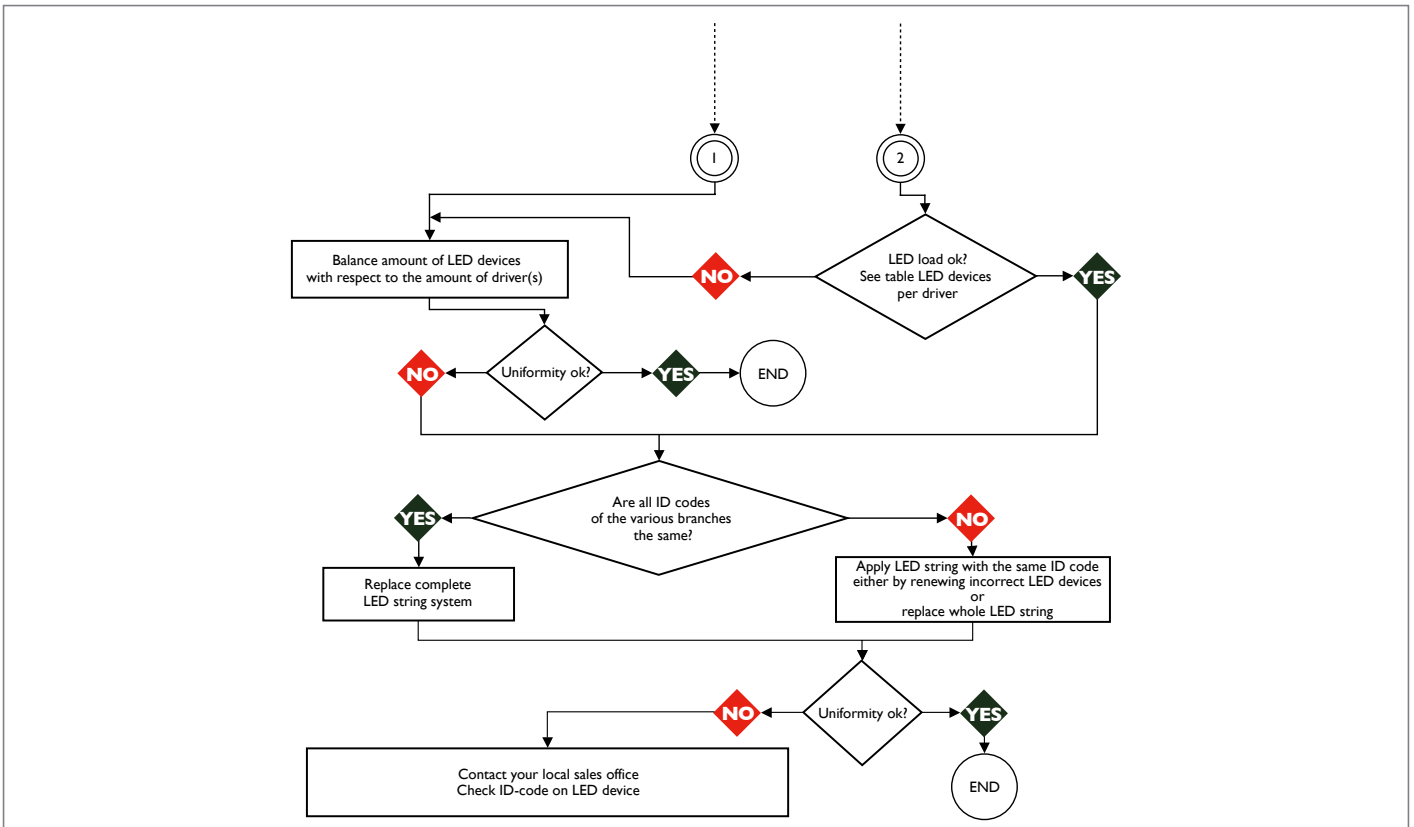 1
2
LED load ok?
See table LED devices
per driver
NO
YES
Balance amount of LED devices
with respect to the amount of driver(s)
NO
Uniformity ok?
YES
END
Are all ID codes
of the various branches
the same?
YES
NO
Replace complete
LED string system
Apply LED string with the same ID code
either by renewing incorrect LED devices
or
replace whole LED string
NO
Uniformity ok?
YES
Contact your local sales office
Check ID-code on LED device
END